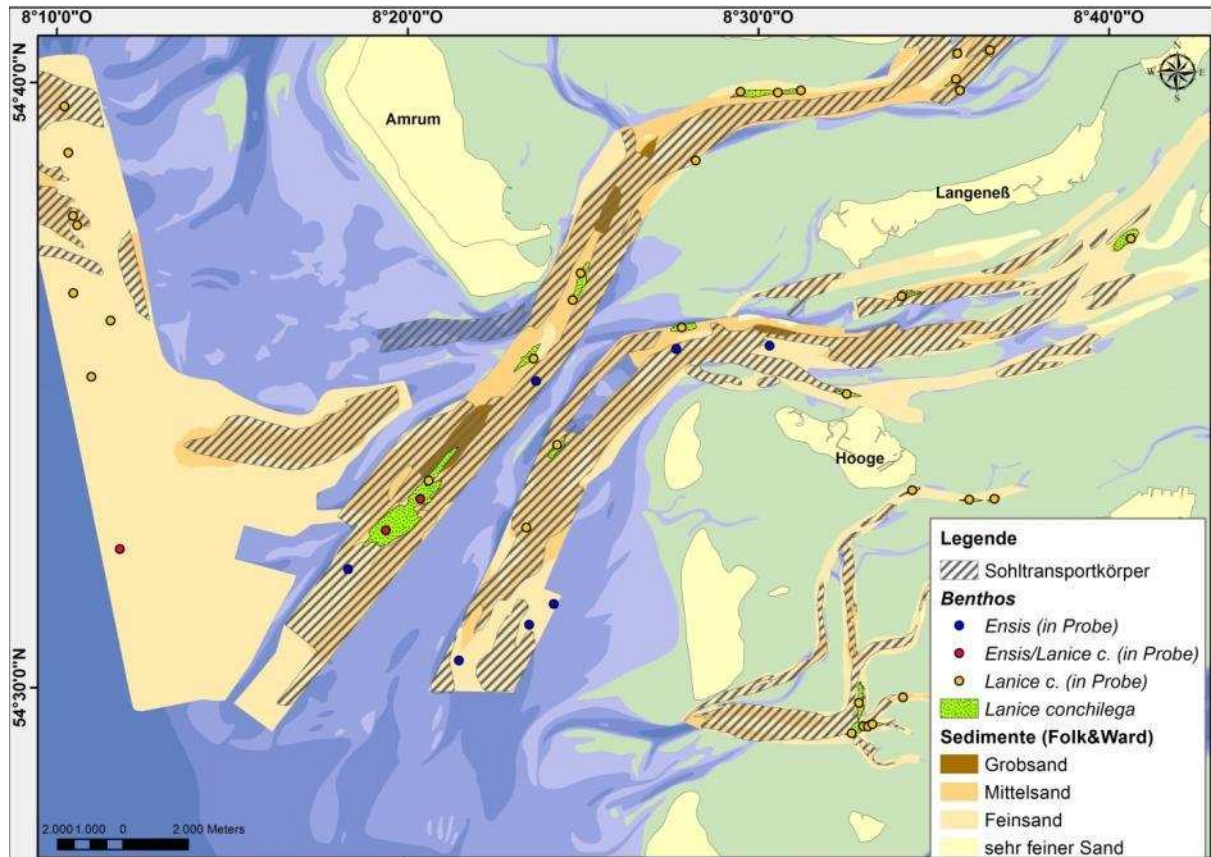 8°10'0"O 8°20'0"O 8°30'0"O 8°40'0"O
54°40'0"N
54°30'0"N
N
W E
S
Amrum
Langeneß
Hooge
Legende
Sohltransportkörper
Benthos
Ensis (in Probe)
Ensis/Lanice c. (in Probe)
Lanice c. (in Probe)
Lanice conchilega
Sedimente (Folk&Ward)
Grobsand
Mittelsand
Feinsand
sehr feiner Sand
2.000 1.000 0 2.000 Meters